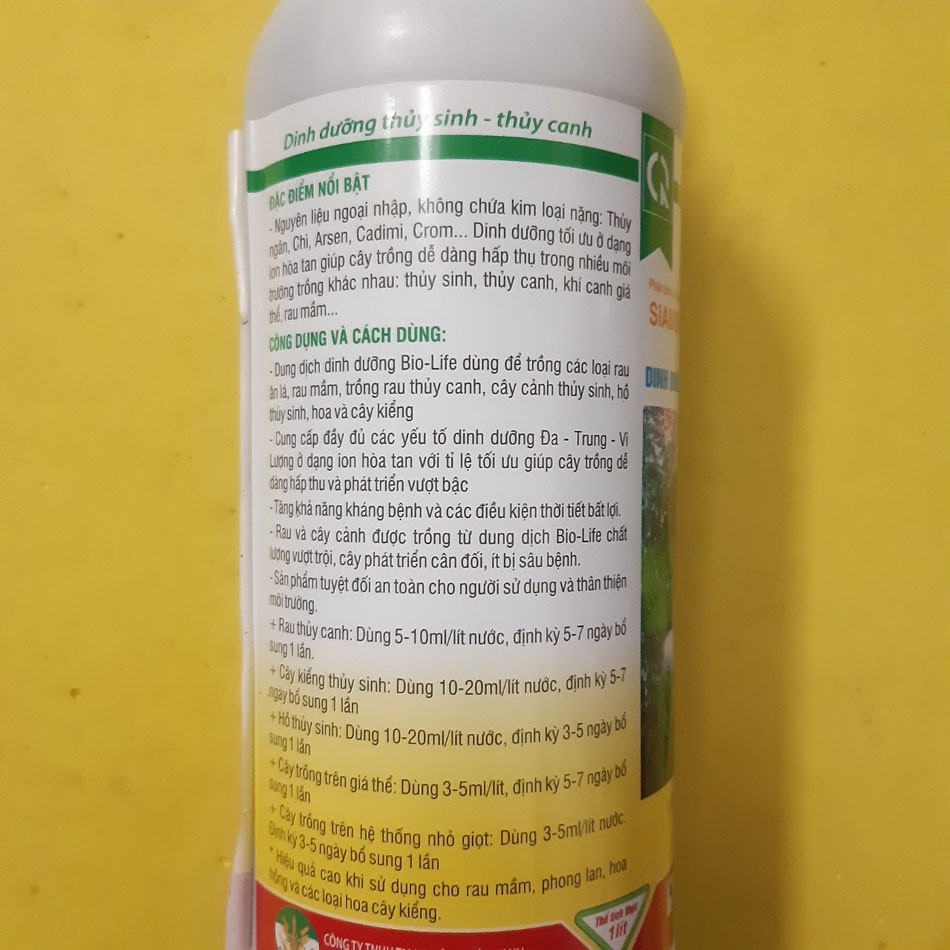 Dinh dưỡng thủy sinh - thủy canh
ĐẶC ĐIỂM NỔI BẬT
- Nguyên liệu ngoại nhập, không chứa kim loại nặng: Thủy
ngân, Chì, Arsen, Cadimi, Crom... Dinh dưỡng tối ưu ở dạng
ion hòa tan giúp cây trồng dễ dàng hấp thụ trong nhiều môi
trường trồng khác nhau: thủy sinh, thủy canh, khí canh giá
thể, rau mầm...
CÔNG DỤNG VÀ CÁCH DÙNG:
- Dung dịch dinh dưỡng Bio-Life dùng để trồng các loại rau
ăn lá, rau mầm, trồng rau thủy canh, cây cảnh thủy sinh, hồ
thủy sinh, hoa và cây kiểng
- Cung cấp đầy đủ các yếu tố dinh dưỡng Đa - Trung - Vi
Lượng ở dạng ion hòa tan với tỉ lệ tối ưu giúp cây trồng dễ
dàng hấp thu và phát triển vượt bậc
- Tăng khả năng kháng bệnh và các điều kiện thời tiết bất lợi.
- Rau và cây cảnh được trồng từ dung dịch Bio-Life chất
lượng vượt trội, cây phát triển cân đối, ít bị sâu bệnh.
- Sản phẩm tuyệt đối an toàn cho người sử dụng và thân thiện
môi trường.
+ Rau thủy canh: Dùng 5-10ml/lít nước, định kỳ 5-7 ngày bổ
sung 1 lần.
+ Cây kiểng thủy sinh: Dùng 10-20ml/lít nước, định kỳ 5-7
ngày bổ sung 1 lần
+ Hồ thủy sinh: Dùng 10-20ml/lít nước, định kỳ 3-5 ngày bổ
sung 1 lần
+ Cây trồng trên giá thể: Dùng 3-5ml/lít, định kỳ 5-7 ngày bổ
sung 1 lần
+ Cây trồng trên hệ thống nhỏ giọt: Dùng 3-5ml/lít nước.
Định kỳ 3-5 ngày bổ sung 1 lần
* Hiệu quả cao khi sử dụng cho rau mầm, phong lan, hoa
hồng và các loại hoa cây kiểng.
Thể tích thực
1 lít
CÔNG TY TNHH
DINH